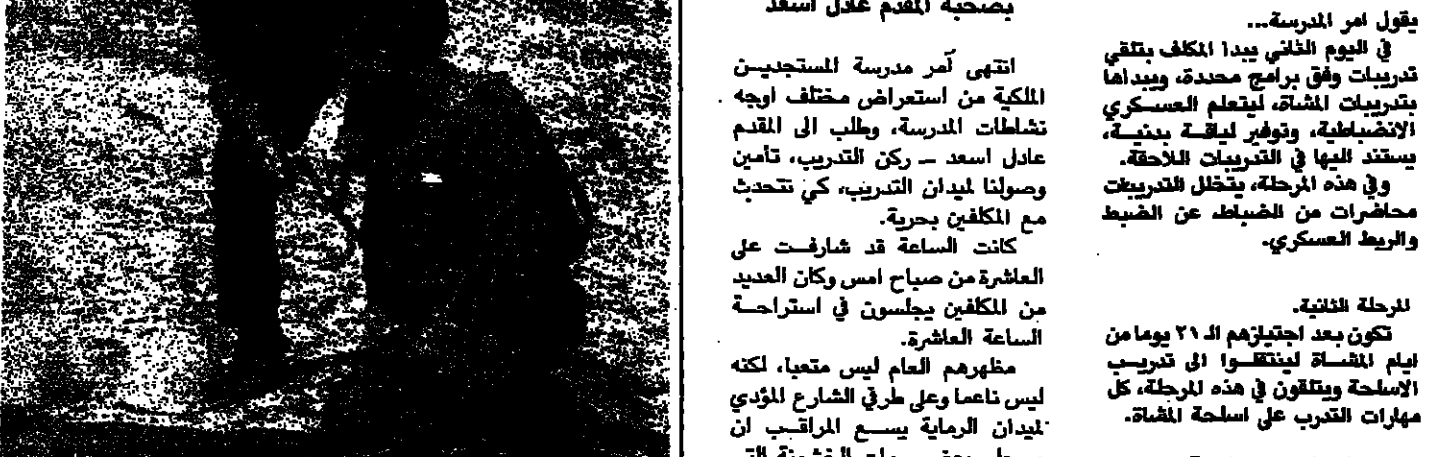 يقول امر المدرسة...
في اليوم الثاني يبدا المكلف بتلقي
تدريبات وفق برامج محددة، ويبداها
بتدريبات المشاة، ليتعلم العسكري
الانضباطية، وتوفير لياقة بدنية،
يستند اليها في التدريبات اللاحقة.
وفي هذه المرحلة، يتخلل التدريبات
محاضرات من الضباط، عن الضبط
والربط العسكري.
المرحلة الثانية.
تكون بعد اجتيازهم الـ ٢١ يوما من
ايام المشاة لينتقلوا الى تدريب
الاسلحة ويتلقون في هذه المرحلة، كل
مهارات التدرب على اسلحة المشاة.
بصحبة المقدم عادل اسعد
انتهى آمر مدرسة المستجدين
الملكية من استعراض مختلف اوجه
نشاطات المدرسة، وطلب الى المقدم
عادل اسعد ــ ركن التدريب، تأمين
وصولنا لميدان التدريب، كي نتحدث
مع المكلفين بحرية.
كانت الساعة قد شارفت على
العاشرة من صباح امس وكان العديد
من المكلفين يجلسون في استراحة
الساعة العاشرة.
مظهرهم العام ليس متعبا، لكنه
ليس ناعما وعلى طرفي الشارع المؤدي
لميدان الرماية يسع المراقب ان